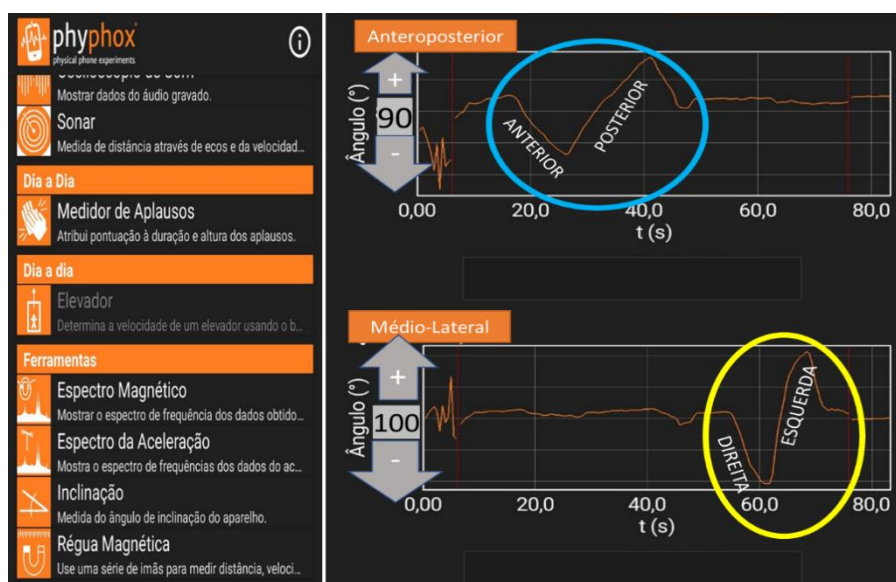 phyphox
physical phone experiments
Mostrar dados do áudio gravado.
Sonar
Medida de distância através de ecos e da velocidad...
Dia a Dia
Medidor de Aplausos
Atribui pontuação à duração e altura dos aplausos.
Dia a dia
Elevador
Determina a velocidade de um elevador usando o b...
Ferramentas
Espectro Magnético
Mostrar o espectro de frequência dos dados obtido...
Espectro da Aceleração
Mostra o espectro de frequências dos dados do ac...
Inclinação
Medida do ângulo de inclinação do aparelho.
Régua Magnética
Use uma série de imãs para medir distância, veloci...
Anteroposterior
Ângulo (°)
+
90
-
ANTERIOR
POSTERIOR
0,00 20,0 40,0 60,0 80,0
t (s)
Médio-Lateral
Ângulo (°)
+
100
-
DIREITA
ESQUERDA
0,00 20,0 40,0 60,0 80,0
t (s)